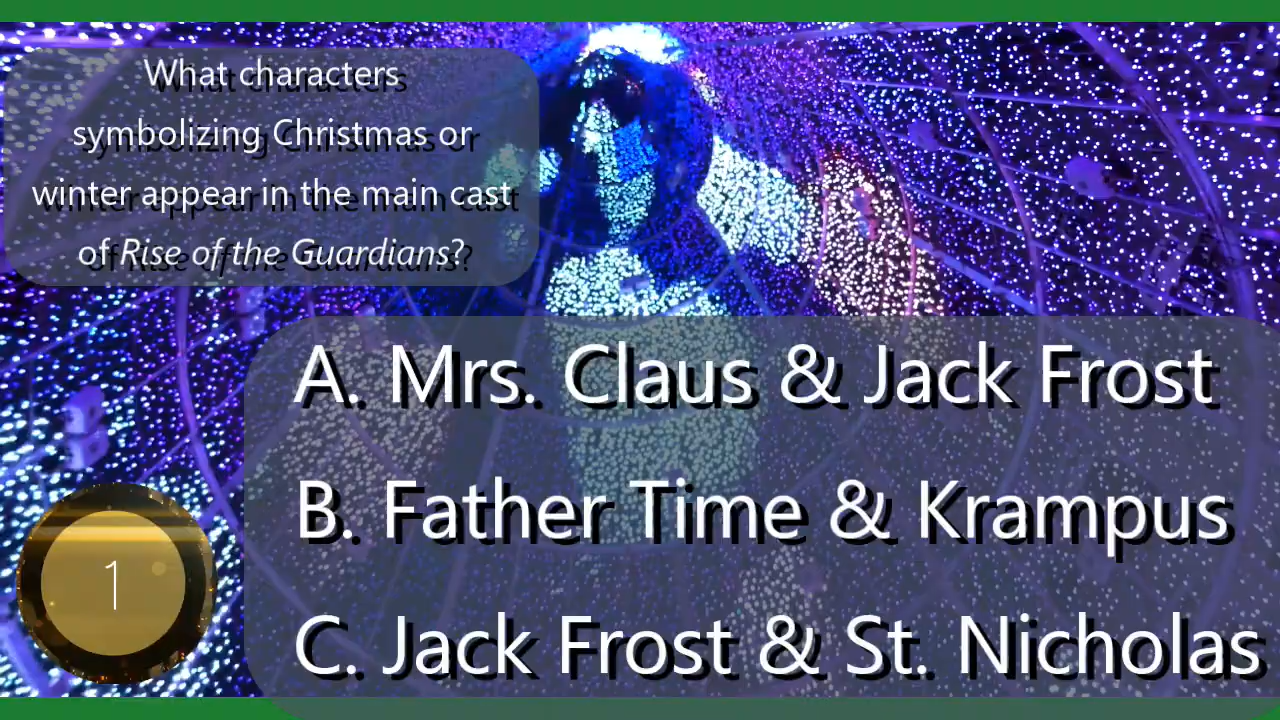 What characters
symbolizing Christmas or
winter appear in the main cast
of Rise of the Guardians?
A. Mrs. Claus & Jack Frost
B. Father Time & Krampus
C. Jack Frost & St. Nicholas
1